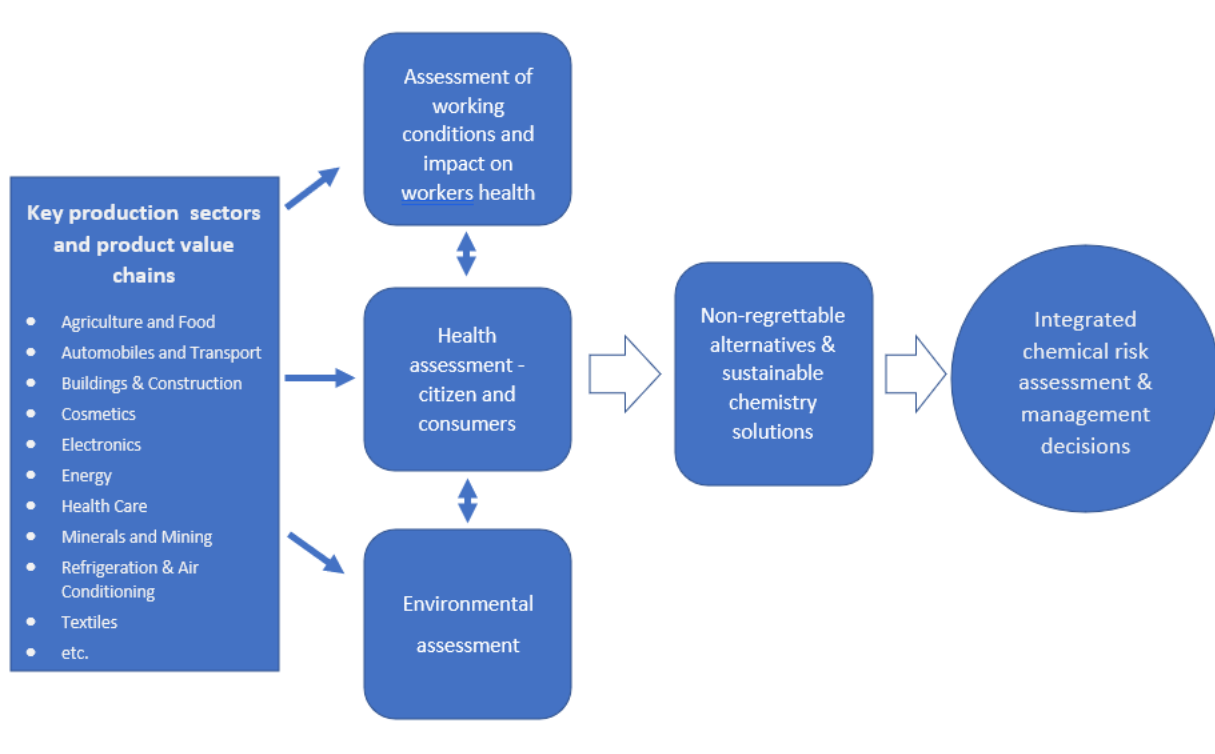 Key production sectors
and product value
chains
● Agriculture and Food
● Automobiles and Transport
● Buildings & Construction
● Cosmetics
● Electronics
● Energy
● Health Care
● Minerals and Mining
● Refrigeration & Air
Conditioning
● Textiles
● etc.
Assessment of
working
conditions and
impact on
workers health
Health
assessment -
citizen and
consumers
Environmental
assessment
Non-regrettable
alternatives &
sustainable
chemistry
solutions
Integrated
chemical risk
assessment &
management
decisions